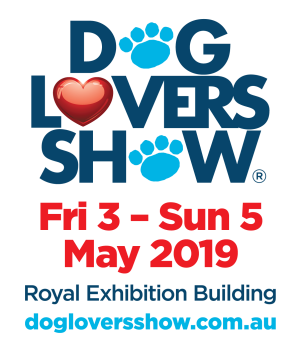 DOG
LOVERS
SHOW®
Fri 3 – Sun 5
May 2019
Royal Exhibition Building
dogloversshow.com.au